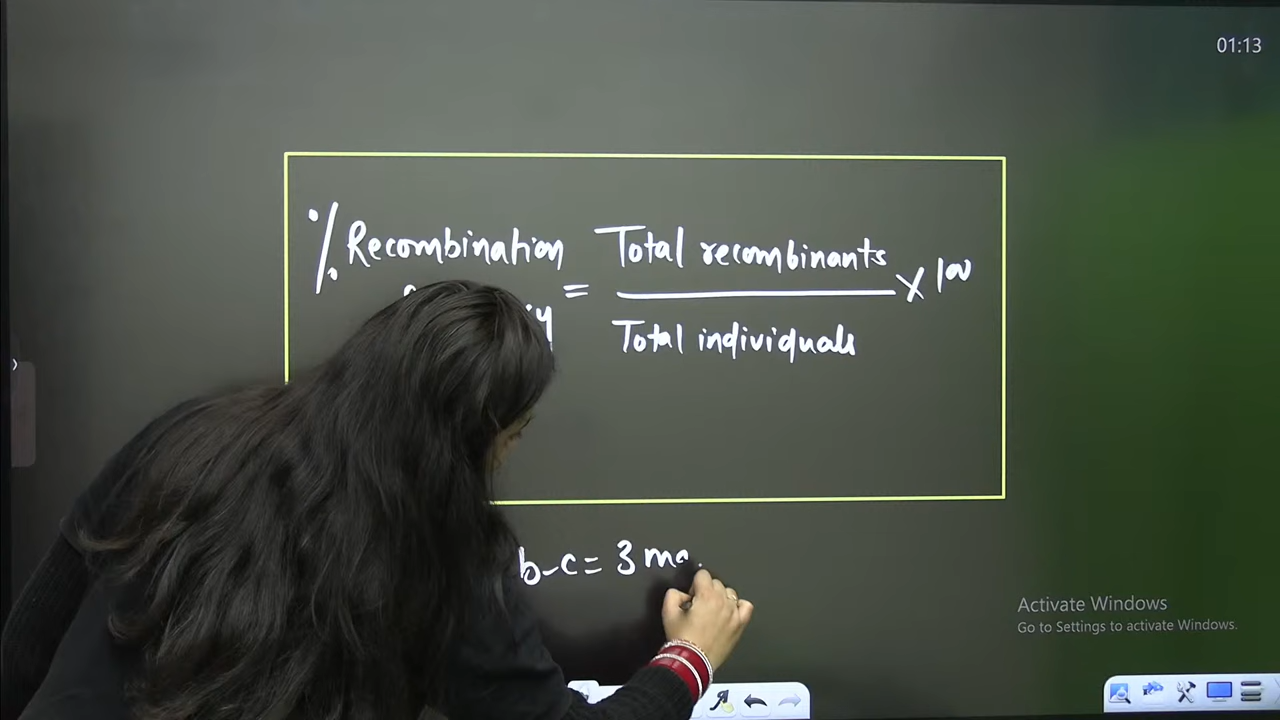 01:13
% Recombination = Total recombinants × 100
Total individuals
b-c = 3 m
Activate Windows
Go to Settings to activate Windows.